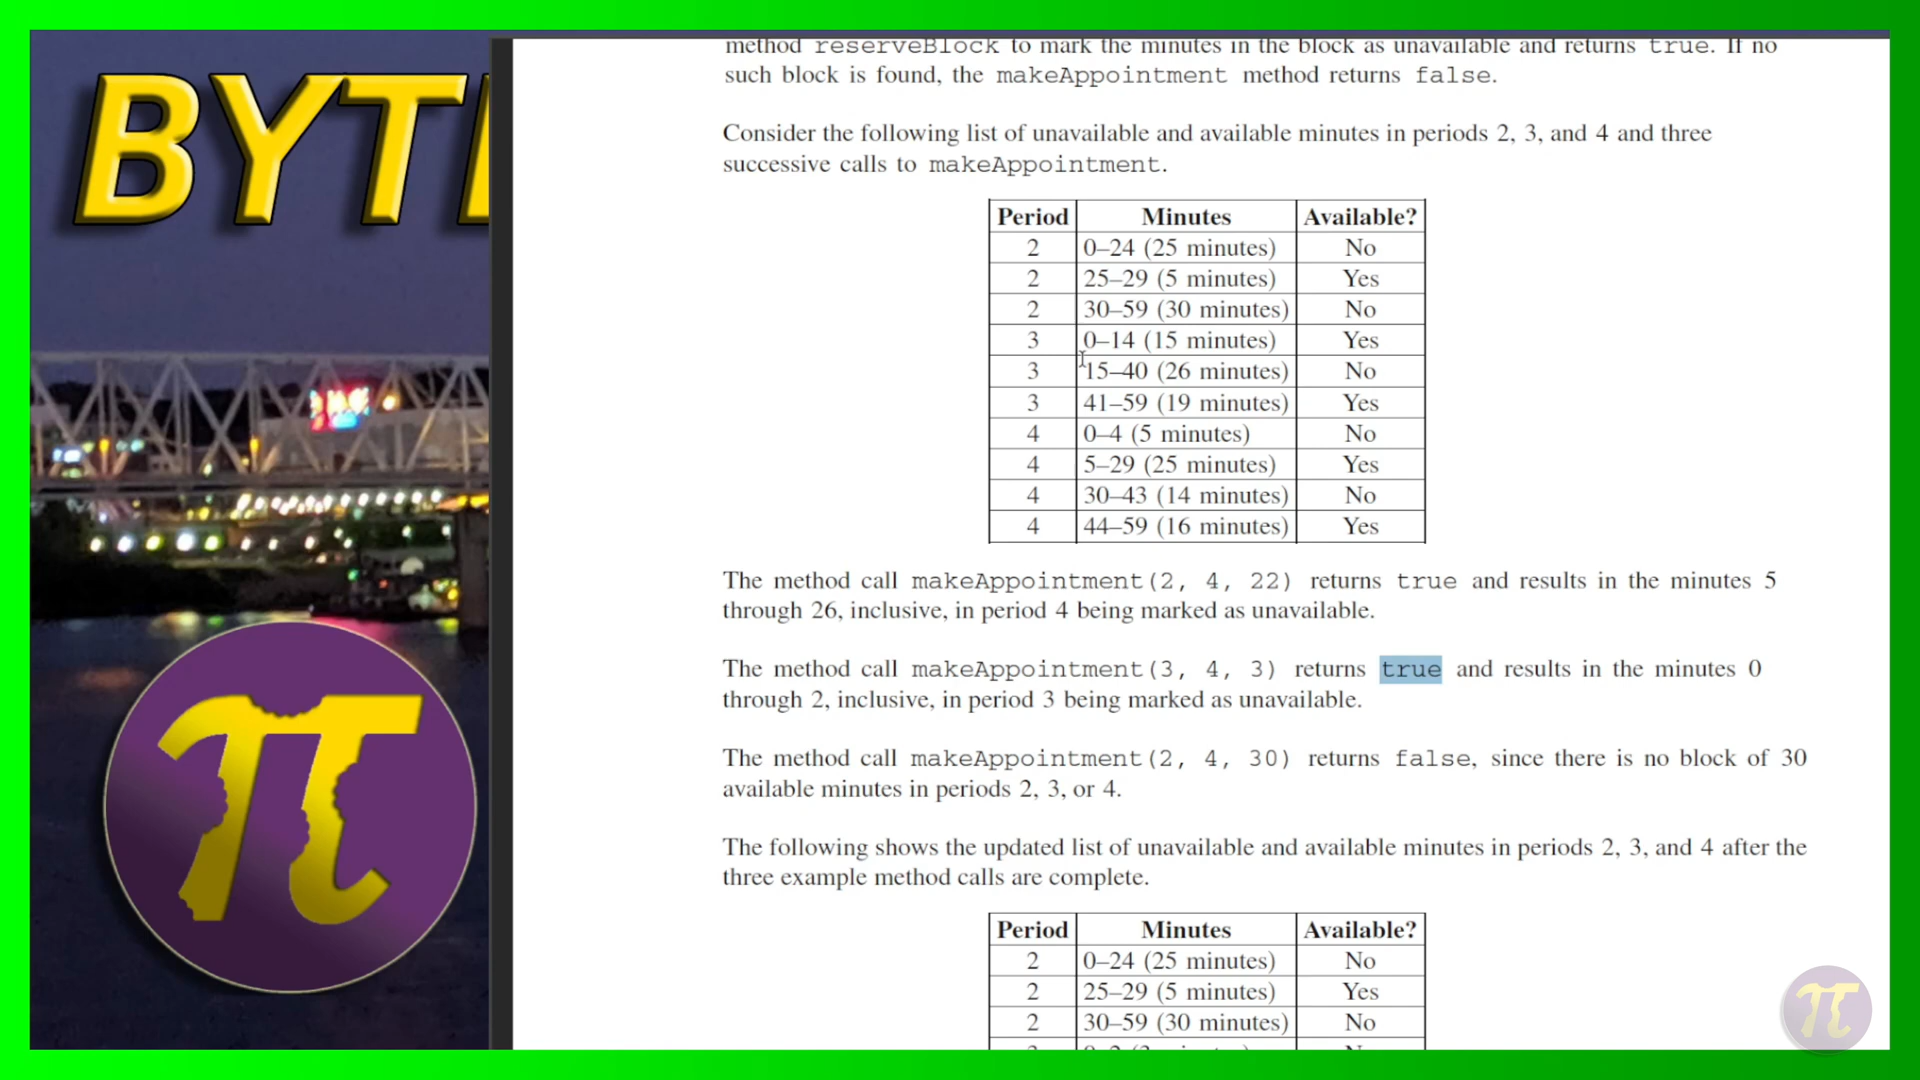 BYT
method reserveBlock to mark the minutes in the block as unavailable and returns true. If no
such block is found, the makeAppointment method returns false.
Consider the following list of unavailable and available minutes in periods 2, 3, and 4 and three
successive calls to makeAppointment.
Period Minutes Available?
2 0–24 (25 minutes) No
2 25–29 (5 minutes) Yes
2 30–59 (30 minutes) No
3 0–14 (15 minutes) Yes
3 15–40 (26 minutes) No
3 41–59 (19 minutes) Yes
4 0–4 (5 minutes) No
4 5–29 (25 minutes) Yes
4 30–43 (14 minutes) No
4 44–59 (16 minutes) Yes
The method call makeAppointment(2, 4, 22) returns true and results in the minutes 5
through 26, inclusive, in period 4 being marked as unavailable.
The method call makeAppointment(3, 4, 3) returns true and results in the minutes 0
through 2, inclusive, in period 3 being marked as unavailable.
The method call makeAppointment(2, 4, 30) returns false, since there is no block of 30
available minutes in periods 2, 3, or 4.
The following shows the updated list of unavailable and available minutes in periods 2, 3, and 4 after the
three example method calls are complete.
Period Minutes Available?
2 0–24 (25 minutes) No
2 25–29 (5 minutes) Yes
2 30–59 (30 minutes) No